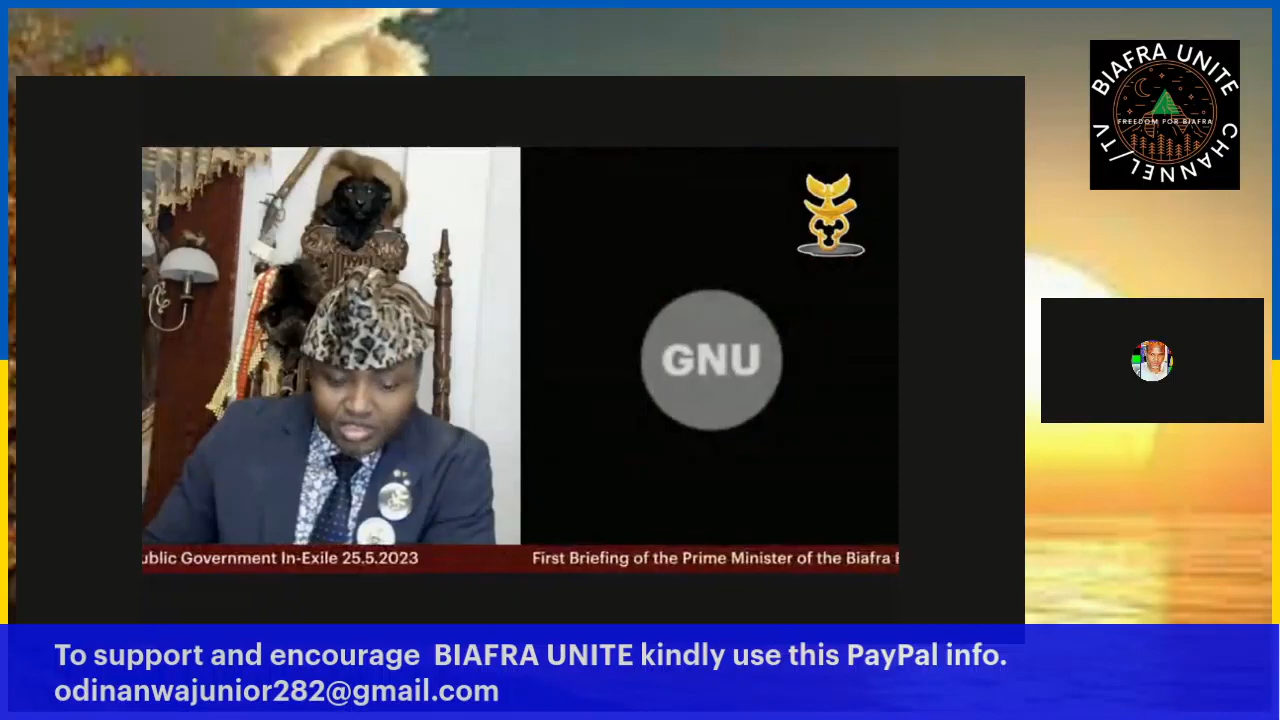 BIAFRA UNITE
FREEDOM FOR BIAFRA
CHANNEL/TV
GNU
ublic Government In-Exile 25.5.2023 First Briefing of the Prime Minister of the Biafra
To support and encourage BIAFRA UNITE kindly use this PayPal info.
odinanwajunior282@gmail.com